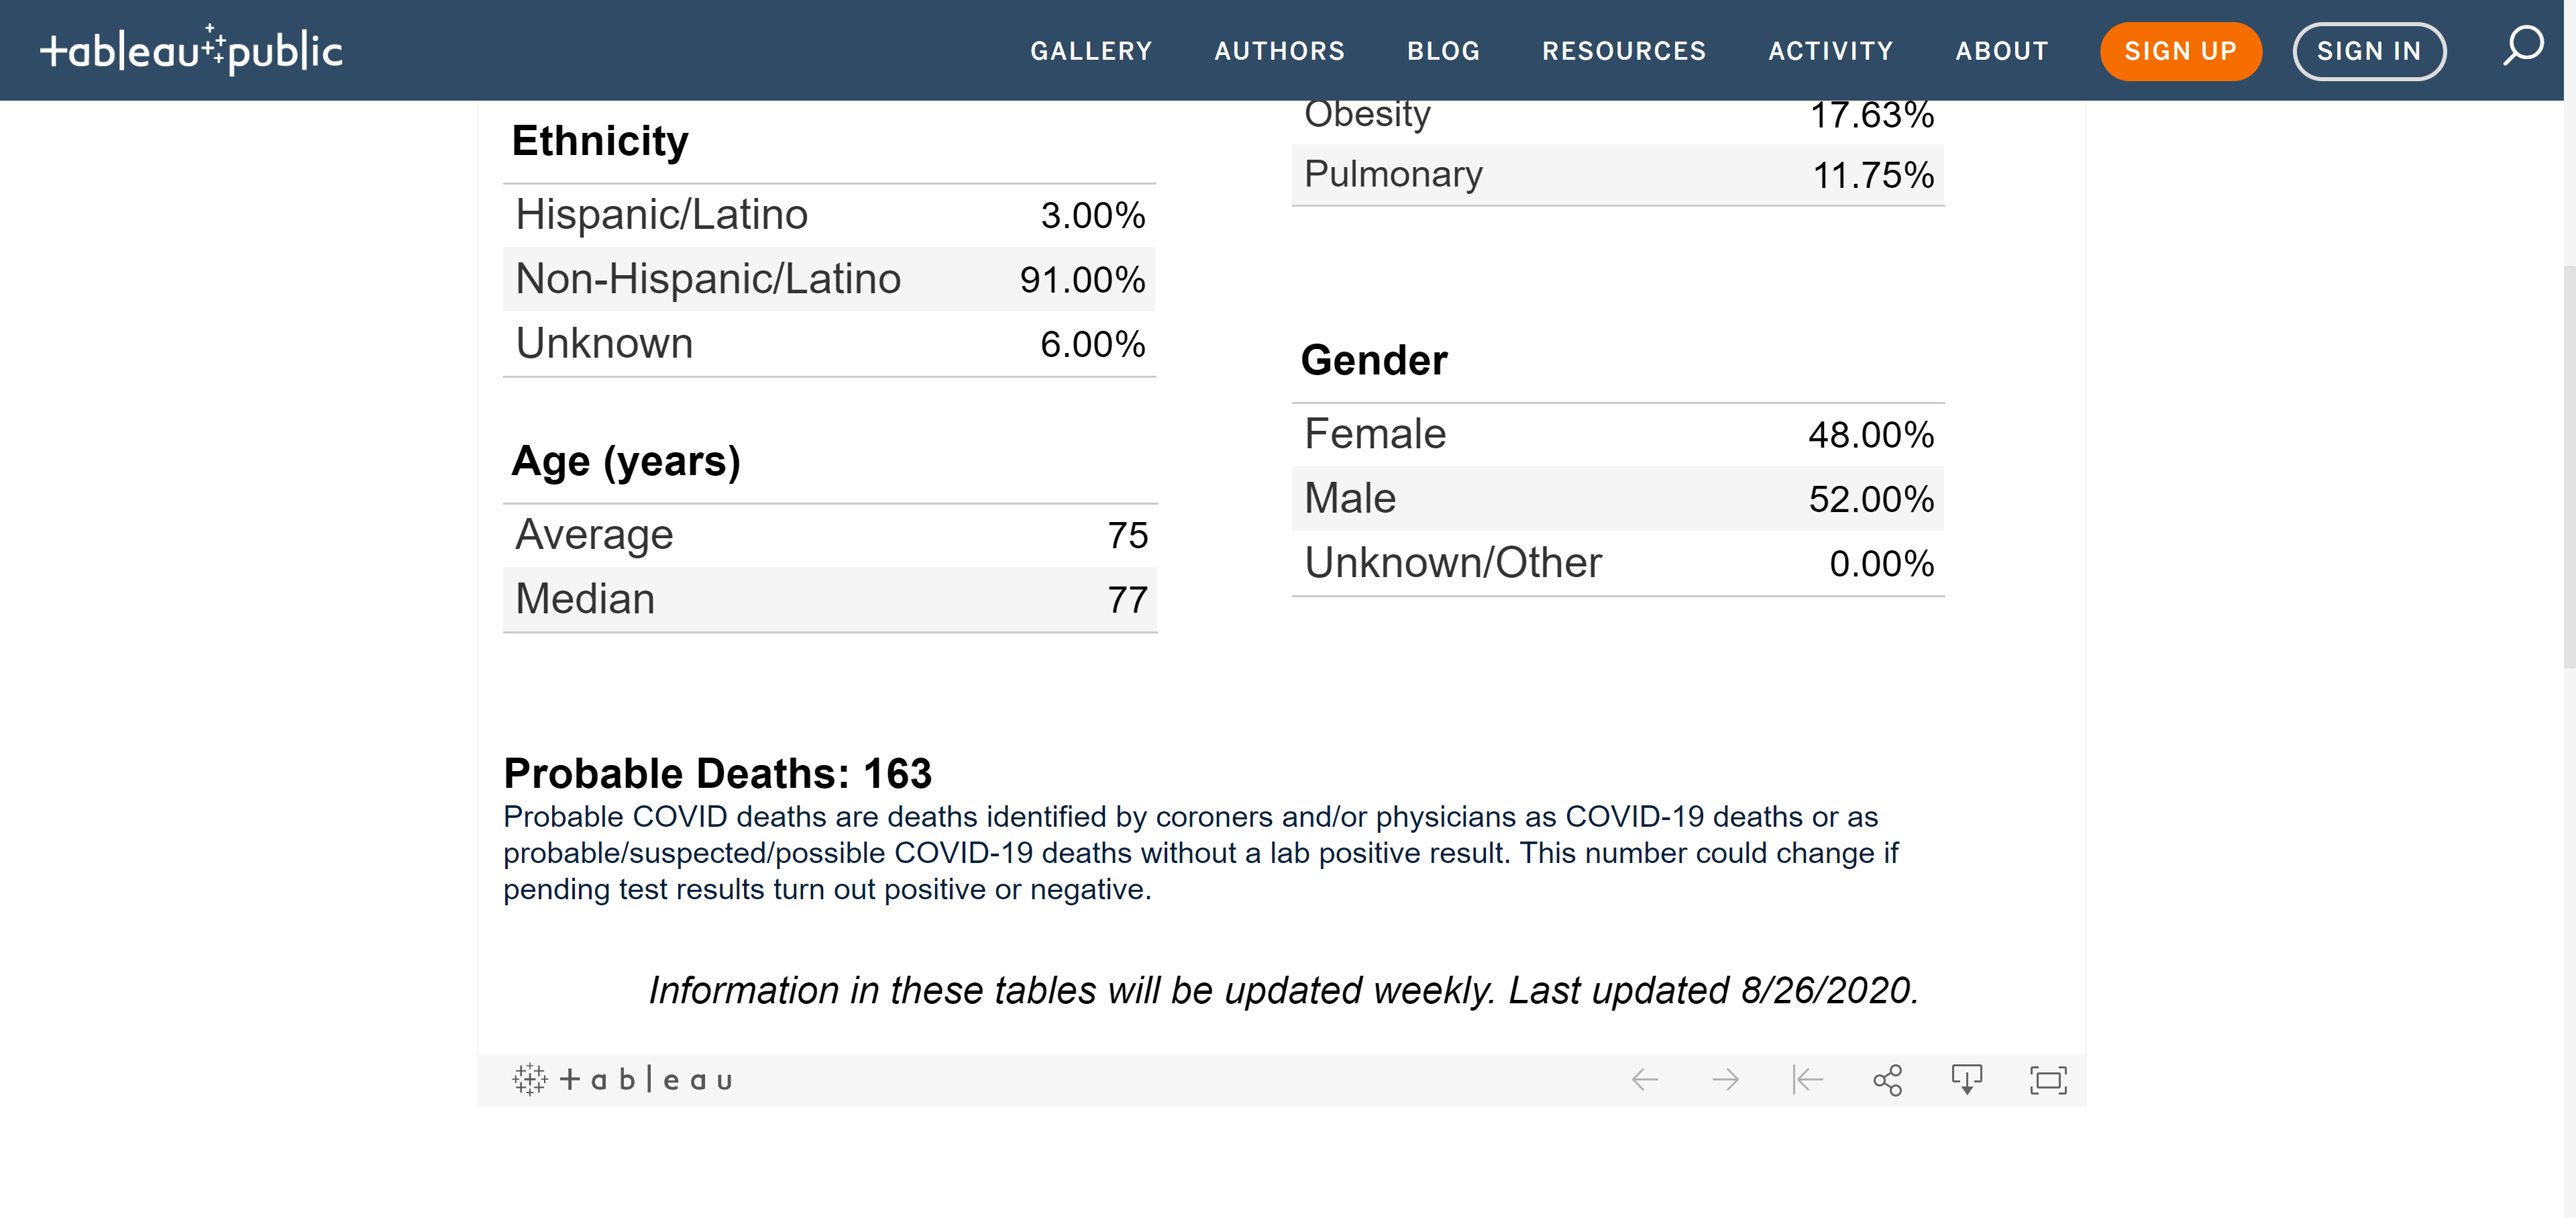 tableau public
GALLERY AUTHORS BLOG RESOURCES ACTIVITY ABOUT SIGN UP SIGN IN
Obesity 17.63%
Pulmonary 11.75%
Ethnicity
Hispanic/Latino 3.00%
Non-Hispanic/Latino 91.00%
Unknown 6.00%
Gender
Female 48.00%
Male 52.00%
Unknown/Other 0.00%
Age (years)
Average 75
Median 77
Probable Deaths: 163
Probable COVID deaths are deaths identified by coroners and/or physicians as COVID-19 deaths or as
probable/suspected/possible COVID-19 deaths without a lab positive result. This number could change if
pending test results turn out positive or negative.
Information in these tables will be updated weekly. Last updated 8/26/2020.
tableau